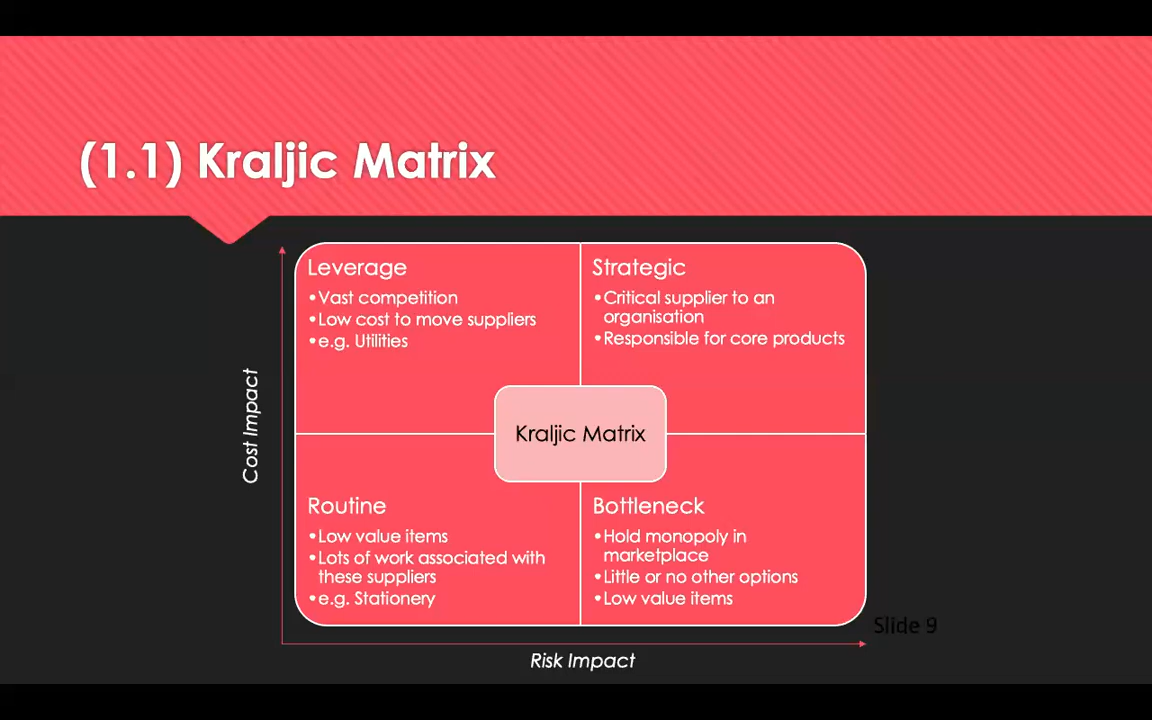 (1.1) Kraljic Matrix
Leverage
•Vast competition
•Low cost to move suppliers
•e.g. Utilities
Strategic
•Critical supplier to an
organisation
•Responsible for core products
Cost Impact
Kraljic Matrix
Routine
•Low value items
•Lots of work associated with
these suppliers
•e.g. Stationery
Bottleneck
•Hold monopoly in
marketplace
•Little or no other options
•Low value items
Slide 9
Risk Impact